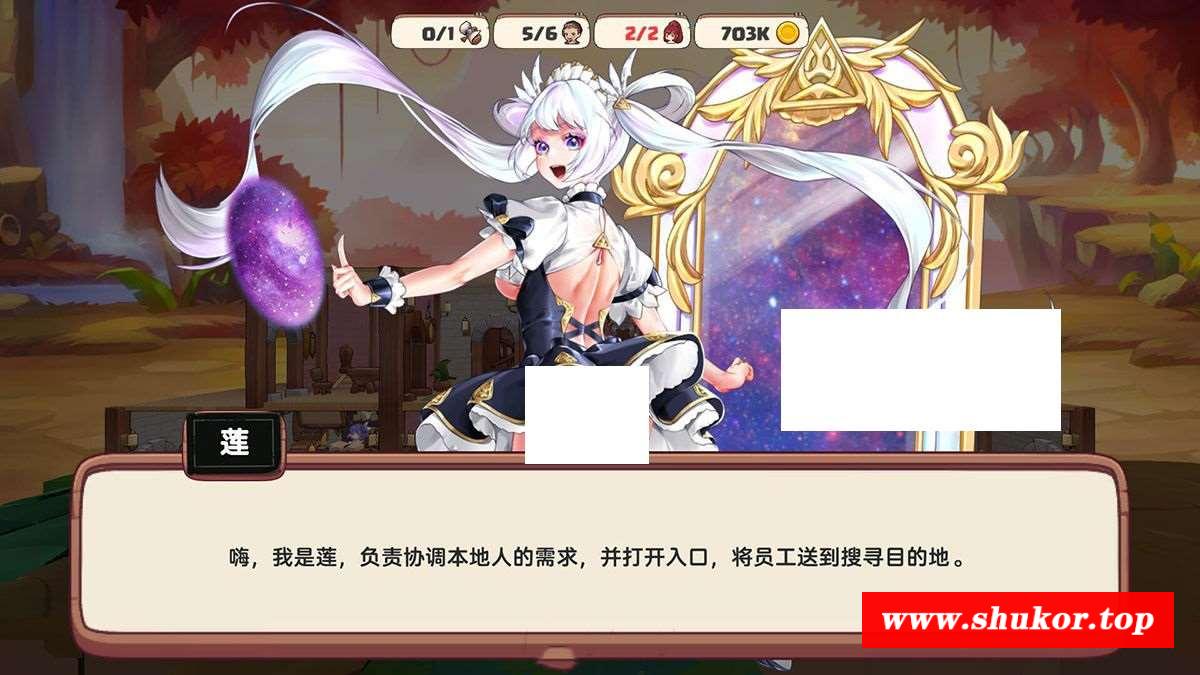 0/1
5/6
2/2
703K
莲
嗨，我是莲，负责协调本地人的需求，并打开入口，将员工送到搜寻目的地。
www.shukor.top